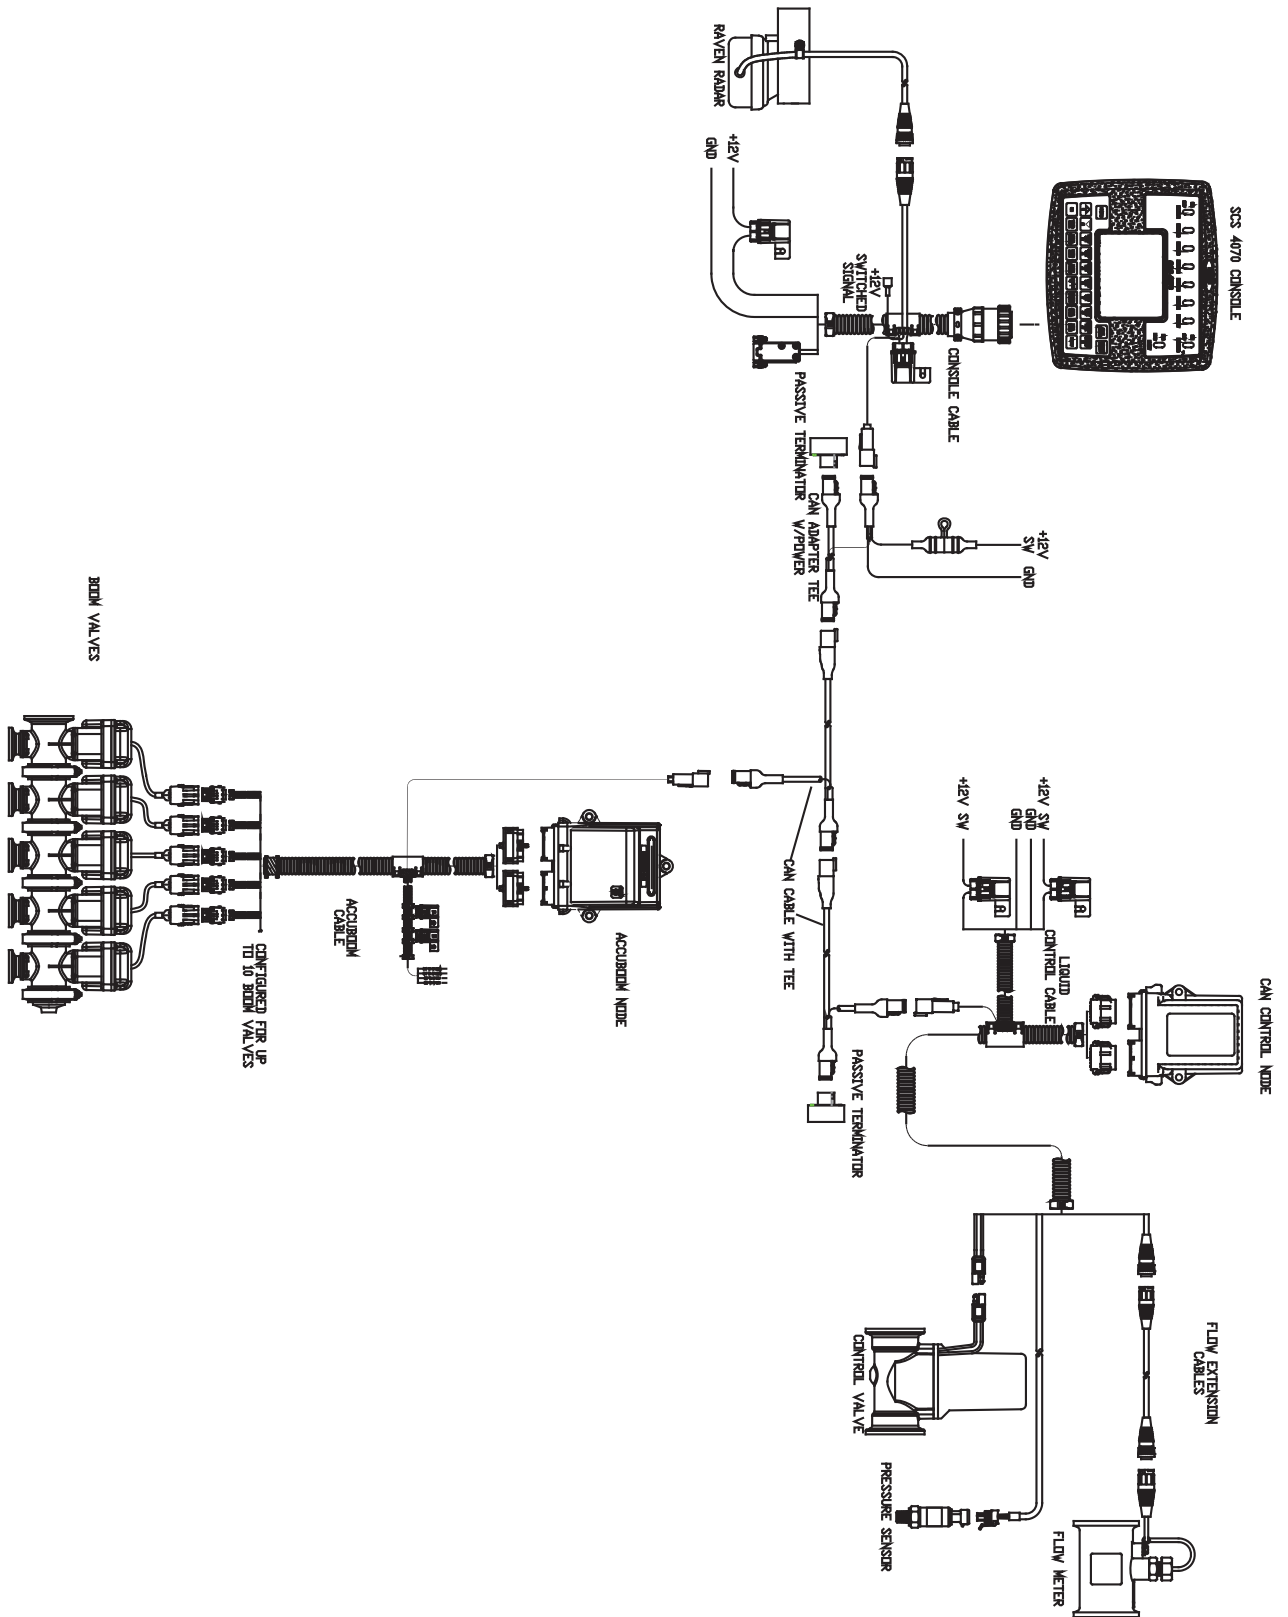 SCS 4070 CONSOLE
RAVEN RADAR
+12V
GND
+12V
SWITCHED
SIGNAL
CONSOLE CABLE
PASSIVE TERMINATOR
CAN ADAPTER TEE
W/POWER
+12V
SW
GND
BOOM VALVES
CONFIGURED FOR UP
TO 10 BOOM VALVES
ACCUBOOM
CABLE
ACCUBOOM NODE
CAN CABLE WITH TEE
+12V SW
GND
GND
+12V SW
LIQUID
CONTROL CABLE
CAN CONTROL NODE
PASSIVE TERMINATOR
FLOW EXTENSION
CABLES
CONTROL VALVE
PRESSURE SENSOR
FLOW METER